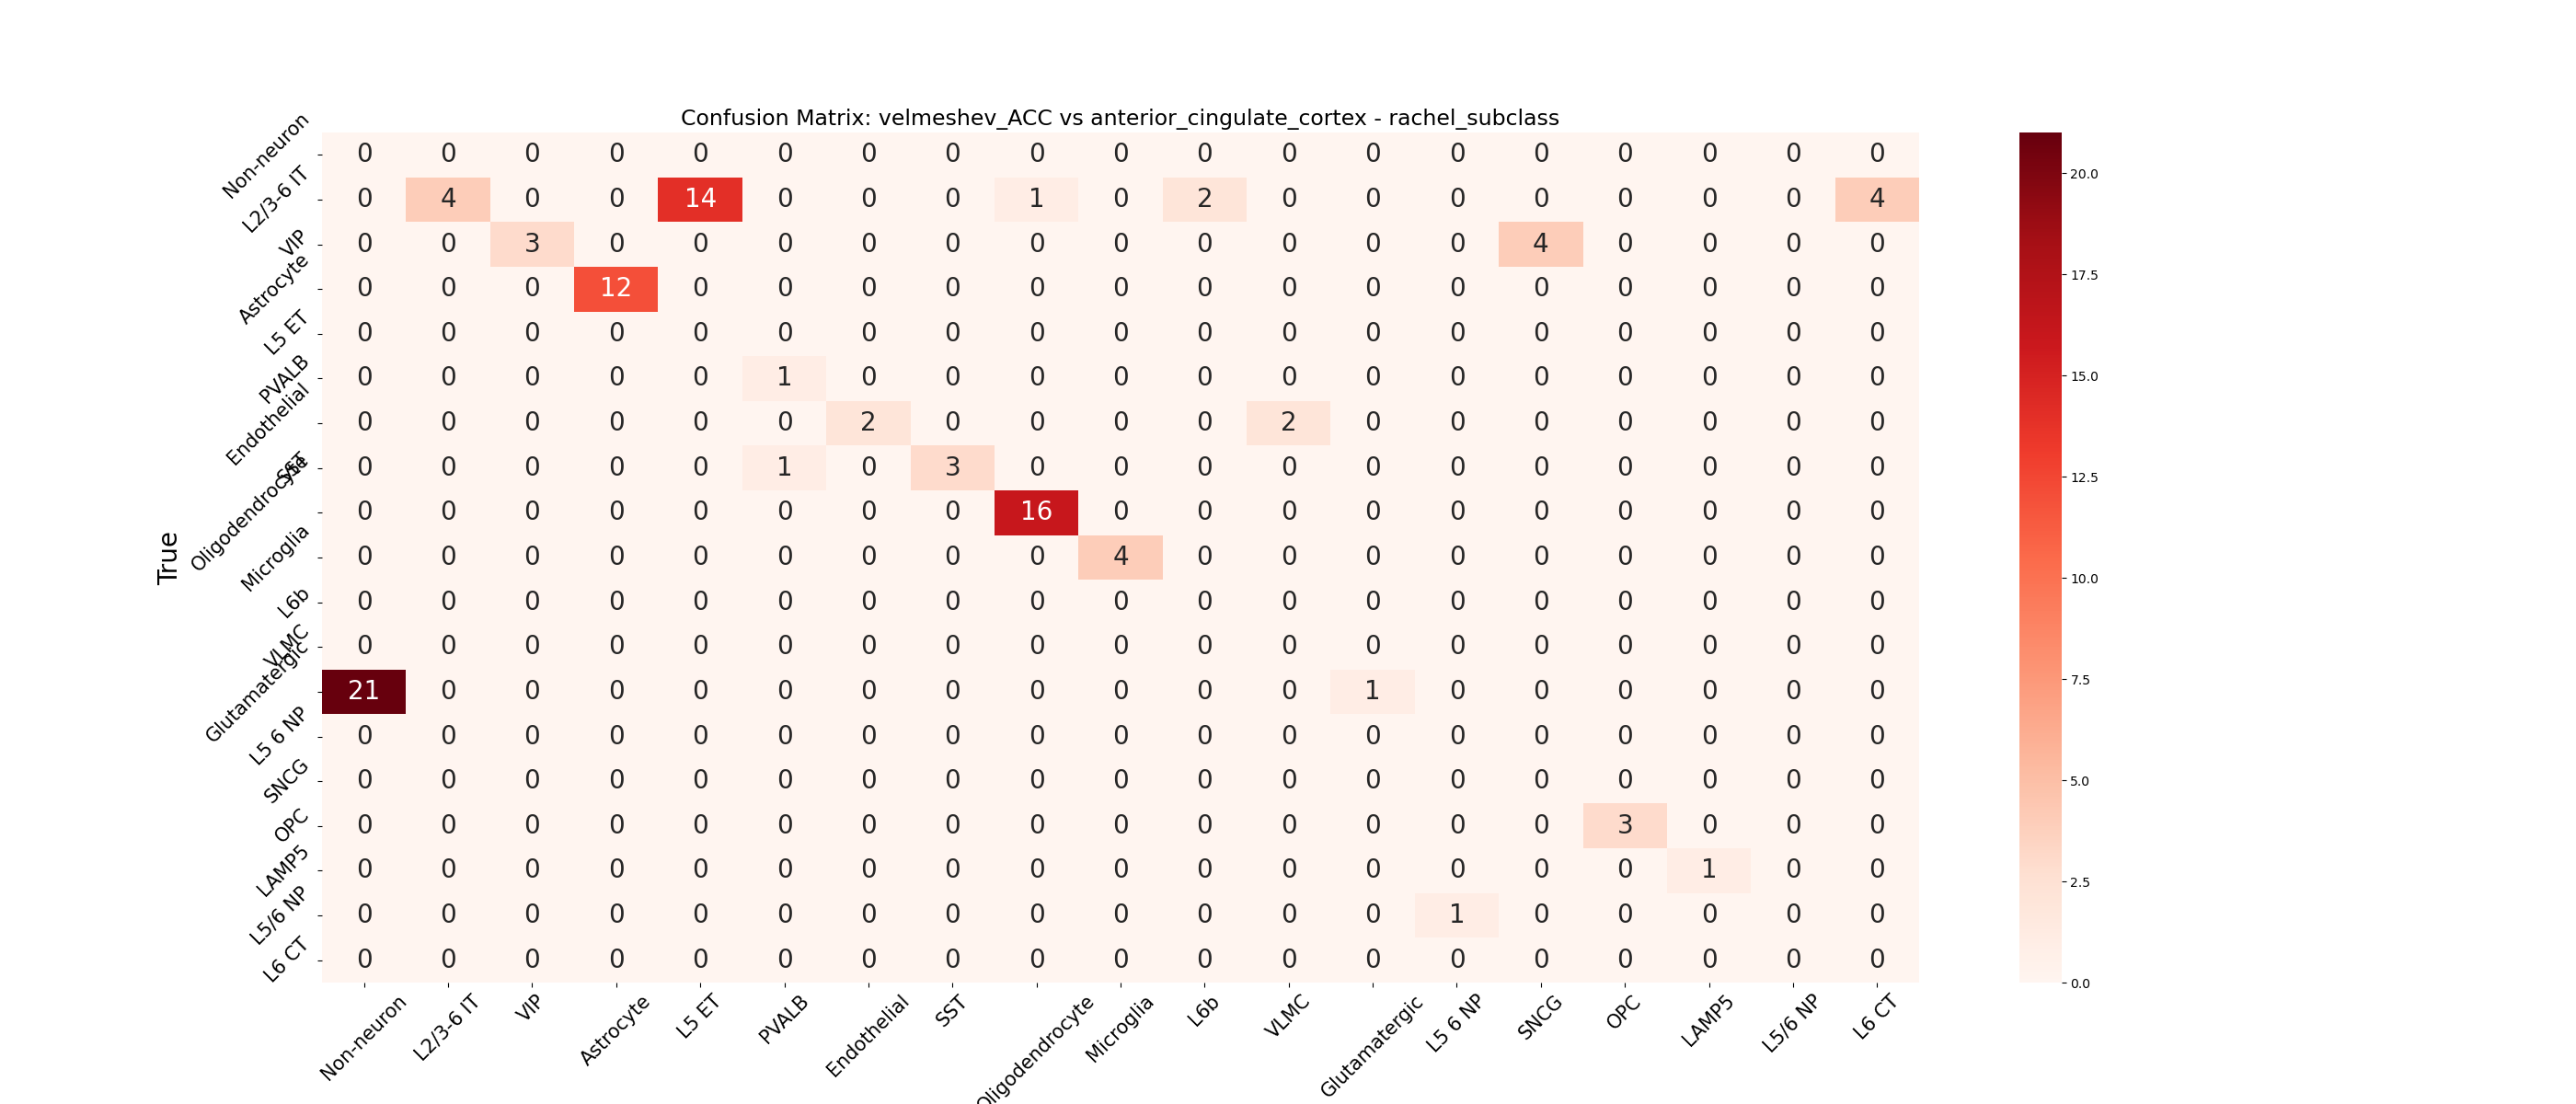 Confusion Matrix: velmeshev_ACC vs anterior_cingulate_cortex - rachel_subclass
True
Non-neuron 0 0 0 0 0 0 0 0 0 0 0 0 0 0 0 0 0 0 0
L2/3-6 IT 0 4 0 0 14 0 0 0 1 0 2 0 0 0 0 0 0 0 4
VIP 0 0 3 0 0 0 0 0 0 0 0 0 0 0 4 0 0 0 0
Astrocyte 0 0 0 12 0 0 0 0 0 0 0 0 0 0 0 0 0 0 0
L5 ET 0 0 0 0 0 0 0 0 0 0 0 0 0 0 0 0 0 0 0
PVALB 0 0 0 0 0 1 0 0 0 0 0 0 0 0 0 0 0 0 0
Endothelial 0 0 0 0 0 0 2 0 0 0 0 2 0 0 0 0 0 0 0
SST 0 0 0 0 0 1 0 3 0 0 0 0 0 0 0 0 0 0 0
Oligodendrocyte 0 0 0 0 0 0 0 0 16 0 0 0 0 0 0 0 0 0 0
Microglia 0 0 0 0 0 0 0 0 0 4 0 0 0 0 0 0 0 0 0
L6b 0 0 0 0 0 0 0 0 0 0 0 0 0 0 0 0 0 0 0
VLMC 0 0 0 0 0 0 0 0 0 0 0 0 0 0 0 0 0 0 0
Glutamatergic 21 0 0 0 0 0 0 0 0 0 0 0 1 0 0 0 0 0 0
L5 6 NP 0 0 0 0 0 0 0 0 0 0 0 0 0 0 0 0 0 0 0
SNCG 0 0 0 0 0 0 0 0 0 0 0 0 0 0 0 0 0 0 0
OPC 0 0 0 0 0 0 0 0 0 0 0 0 0 0 0 3 0 0 0
LAMP5 0 0 0 0 0 0 0 0 0 0 0 0 0 0 0 0 1 0 0
L5/6 NP 0 0 0 0 0 0 0 0 0 0 0 0 0 1 0 0 0 0 0
L6 CT 0 0 0 0 0 0 0 0 0 0 0 0 0 0 0 0 0 0 0
Non-neuron L2/3-6 IT VIP Astrocyte L5 ET PVALB Endothelial SST Oligodendrocyte Microglia L6b VLMC Glutamatergic L5 6 NP SNCG OPC LAMP5 L5/6 NP L6 CT
20.0
17.5
15.0
12.5
10.0
7.5
5.0
2.5
0.0